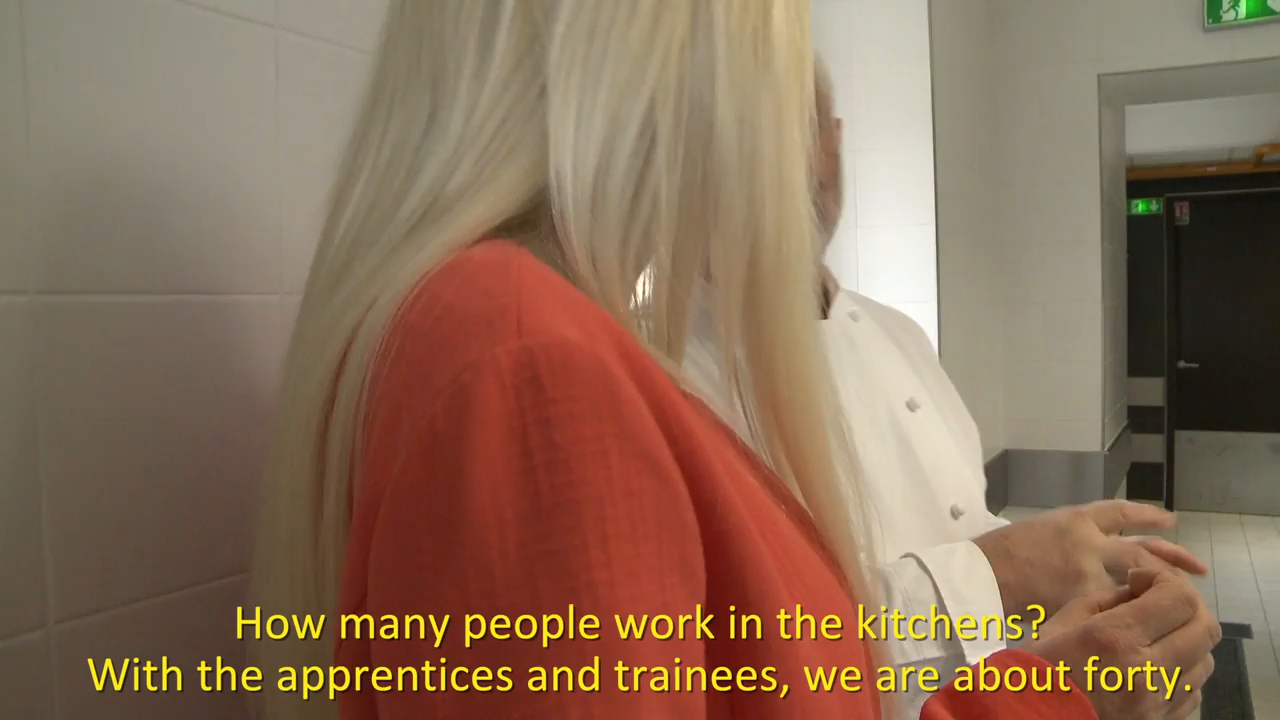 How many people work in the kitchens?
With the apprentices and trainees, we are about forty.